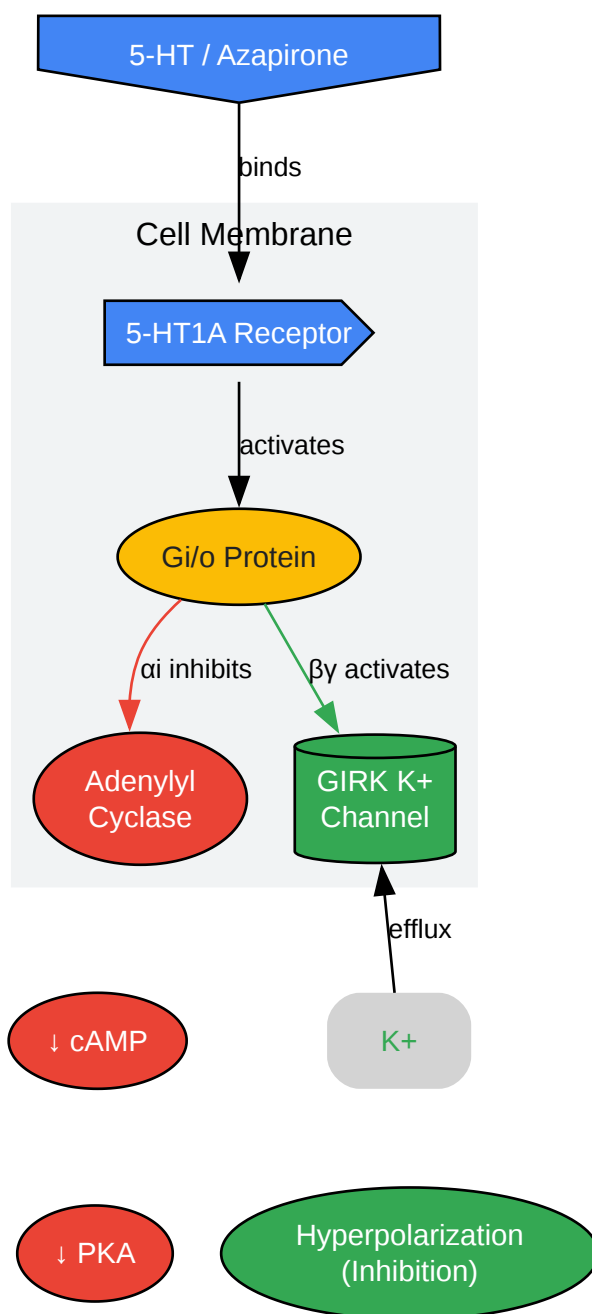 5-HT / Azapirone
binds
Cell Membrane
5-HT1A Receptor
activates
Gi/o Protein
αi inhibits
βγ activates
Adenylyl
Cyclase
GIRK K+
Channel
efflux
↓ cAMP
K+
↓ PKA
Hyperpolarization
(Inhibition)